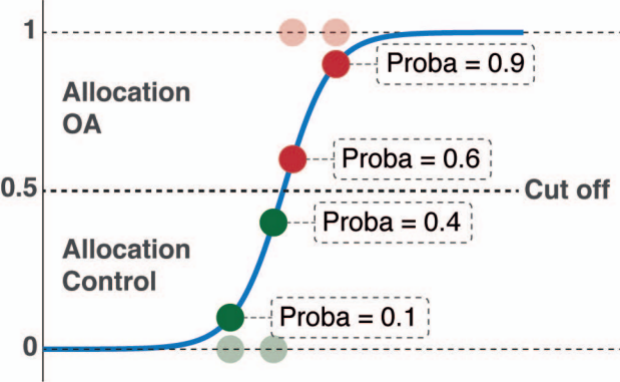 1
Proba = 0.9
Allocation
OA
Proba = 0.6
0.5
Cut off
Proba = 0.4
Allocation
Control
Proba = 0.1
0